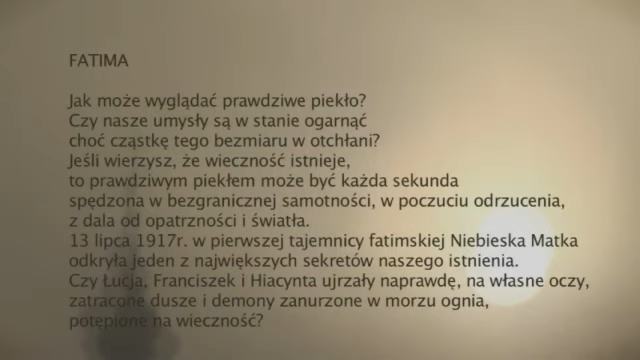 FATIMA
Jak może wyglądać prawdziwe piekło?
Czy nasze umysły są w stanie ogarnąć
choć cząstkę tego bezmiaru w otchłani?
Jeśli wierzysz, że wieczność istnieje,
to prawdziwym piekłem może być każda sekunda
spędzona w bezgranicznej samotności, w poczuciu odrzucenia,
z dala od opatrzności i światła.
13 lipca 1917r. w pierwszej tajemnicy fatimskiej Niebieska Matka
odkryła jeden z największych sekretów naszego istnienia.
Czy Łucja, Franciszek i Hiacynta ujrzały naprawdę, na własne oczy,
zatracone dusze i demony zanurzone w morzu ognia,
potępione na wieczność?